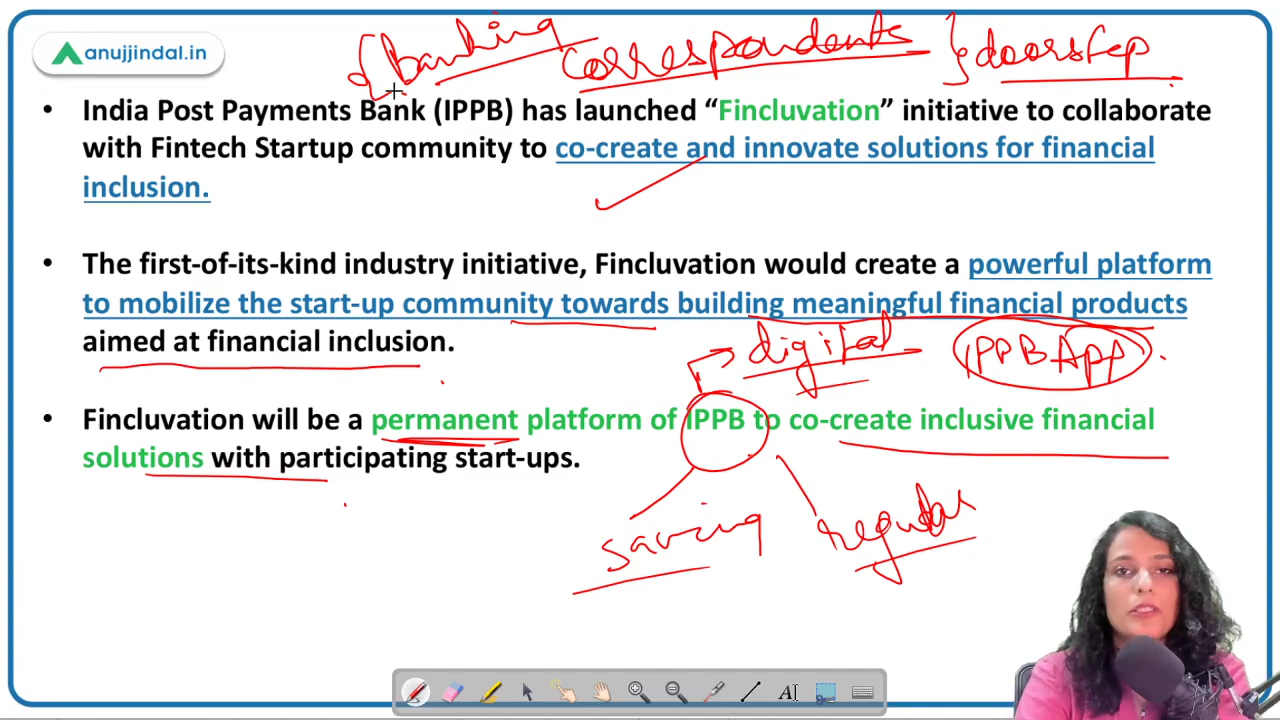 banking correspondents } doorstep
anujjindal.in
• India Post Payments Bank (IPPB) has launched “Fincluvation” initiative to collaborate
with Fintech Startup community to co-create and innovate solutions for financial
inclusion.
• The first-of-its-kind industry initiative, Fincluvation would create a powerful platform
to mobilize the start-up community towards building meaningful financial products
aimed at financial inclusion.
digital IPPB App
• Fincluvation will be a permanent platform of IPPB to co-create inclusive financial
solutions with participating start-ups.
saving regular
AI